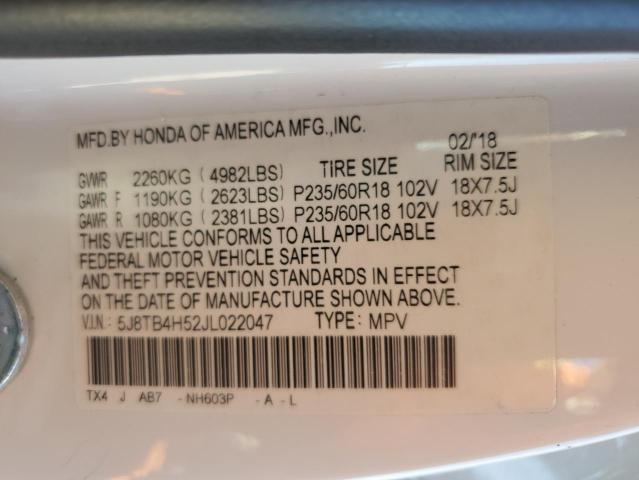 MFD.BY HONDA OF AMERICA MFG.,INC. 02/'18
GVWR 2260KG (4982LBS) TIRE SIZE RIM SIZE
GAWR F 1190KG (2623LBS) P235/60R18 102V 18X7.5J
GAWR R 1080KG (2381LBS) P235/60R18 102V 18X7.5J
THIS VEHICLE CONFORMS TO ALL APPLICABLE
FEDERAL MOTOR VEHICLE SAFETY
AND THEFT PREVENTION STANDARDS IN EFFECT
ON THE DATE OF MANUFACTURE SHOWN ABOVE.
V.I.N: 5J8TB4H52JL022047 TYPE: MPV
TX4 J AB7 -NH603P -A -L